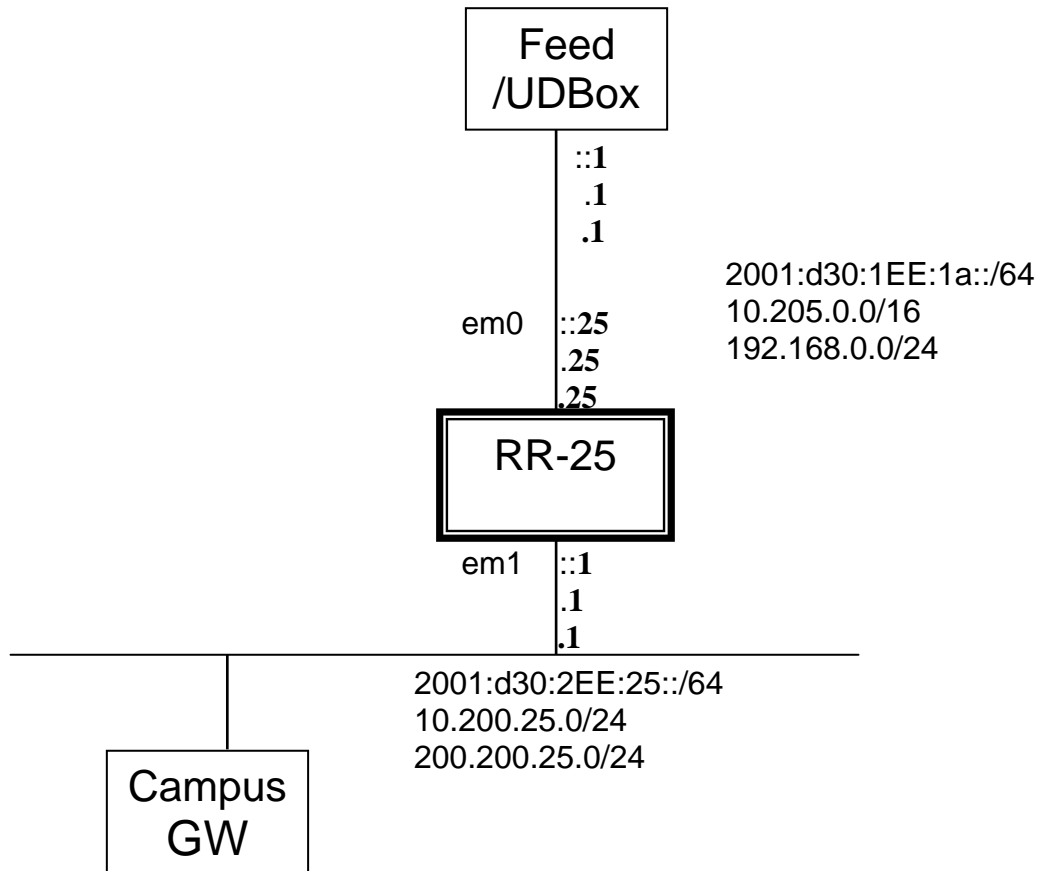 Feed
/UDBox
::1
.1
.1
2001:d30:1EE:1a::/64
10.205.0.0/16
192.168.0.0/24
em0
::25
.25
.25
RR-25
em1
::1
.1
.1
2001:d30:2EE:25::/64
10.200.25.0/24
200.200.25.0/24
Campus
GW